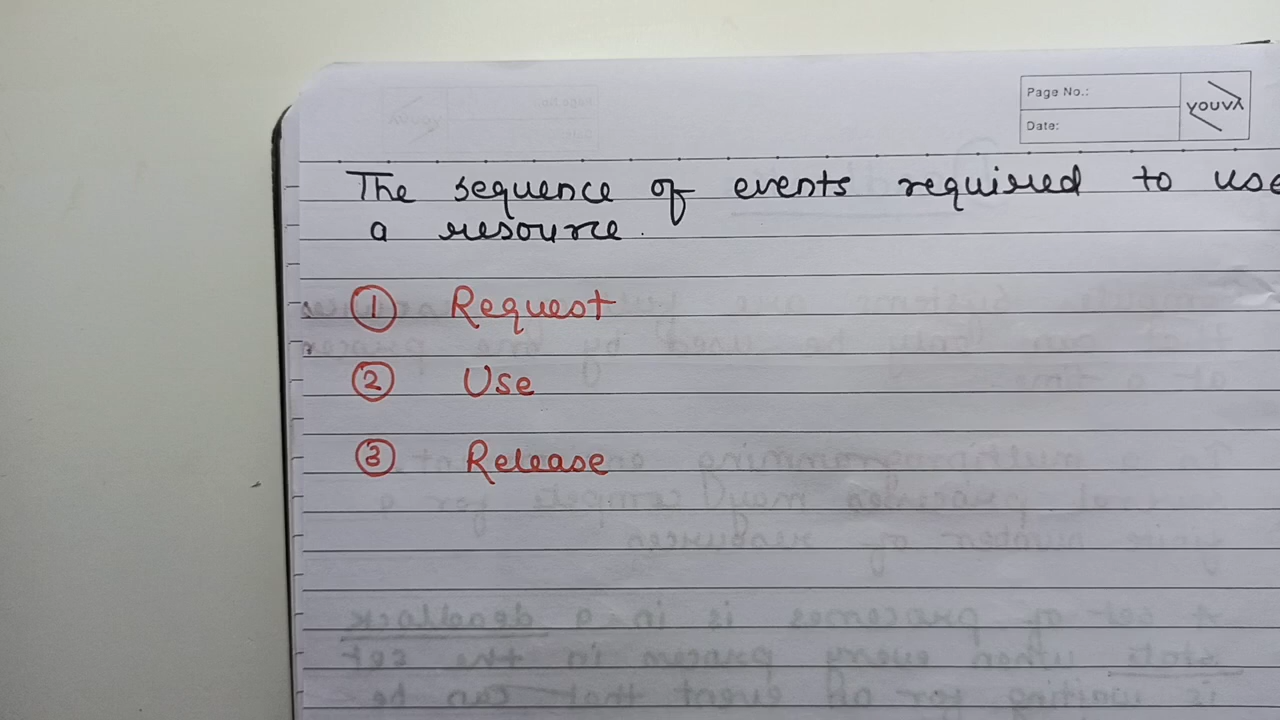 Page No.:
Date:
YOUVA
The sequence of events required to use
a resource.
① Request
② Use
③ Release